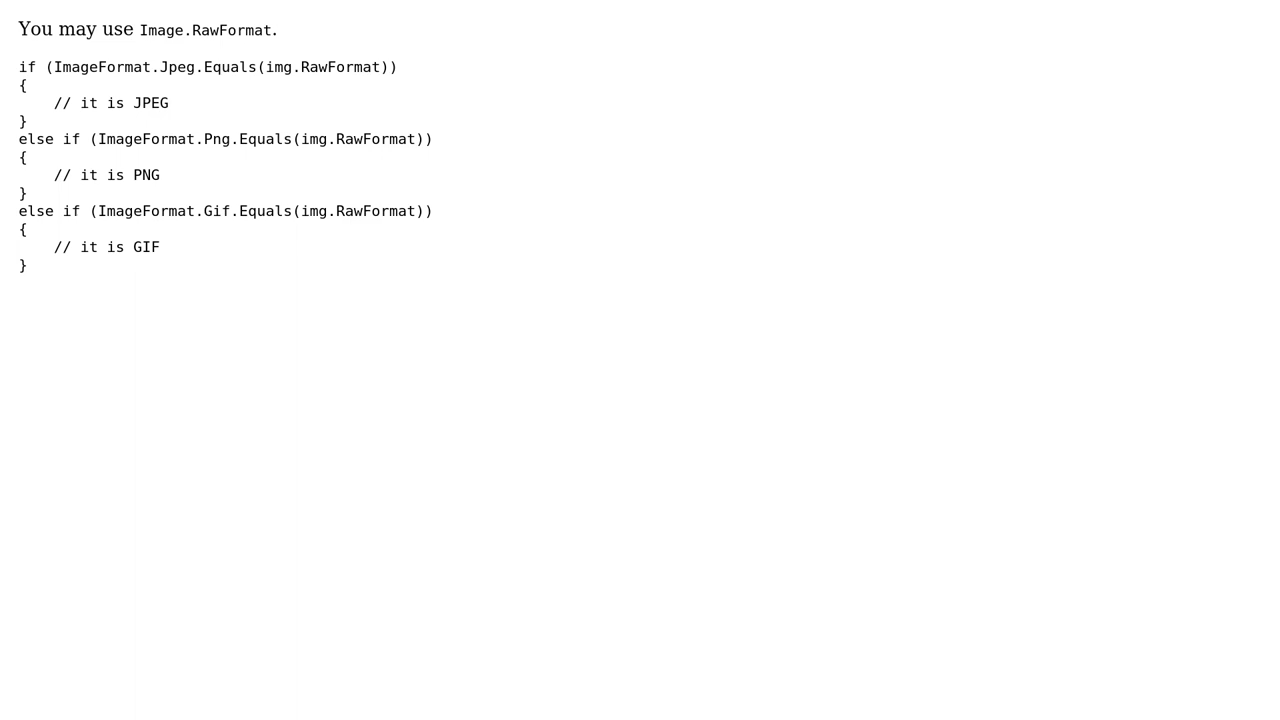 You may use Image.RawFormat.
if (ImageFormat.Jpeg.Equals(img.RawFormat))
{
    // it is JPEG
}
else if (ImageFormat.Png.Equals(img.RawFormat))
{
    // it is PNG
}
else if (ImageFormat.Gif.Equals(img.RawFormat))
{
    // it is GIF
}